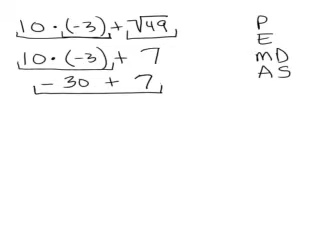 10 · (-3) + √49
10 · (-3) + 7
-30 + 7
P
E
MD
AS